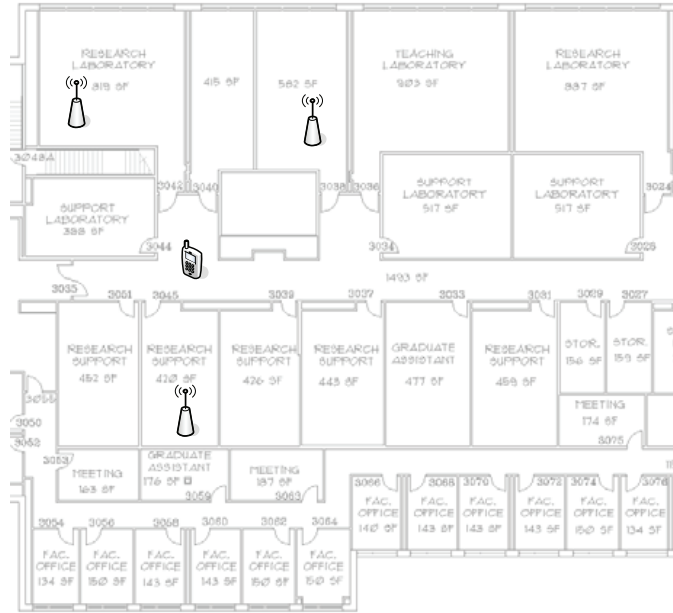 RESEARCH
LABORATORY
819 SF
415 SF
582 SF
TEACHING
LABORATORY
903 SF
RESEARCH
LABORATORY
887 SF
3048A
3042
3040
3038
3036
SUPPORT
LABORATORY
388 SF
SUPPORT
LABORATORY
517 SF
SUPPORT
LABORATORY
517 SF
3024
3044
3034
3026
3035
1493 SF
3051
3045
3039
3037
3033
3031
3029
3027
RESEARCH
SUPPORT
452 SF
RESEARCH
SUPPORT
420 SF
RESEARCH
SUPPORT
426 SF
RESEARCH
SUPPORT
443 SF
GRADUATE
ASSISTANT
477 SF
RESEARCH
SUPPORT
459 SF
STOR.
156 SF
STOR.
159 SF
MEETING
174 SF
3050
3052
3053
3075
MEETING
163 SF
GRADUATE
ASSISTANT
176 SF
3059
MEETING
187 SF
3063
3066
3068
3070
3072
3074
3076
FAC.
OFFICE
140 SF
FAC.
OFFICE
143 SF
FAC.
OFFICE
143 SF
FAC.
OFFICE
143 SF
FAC.
OFFICE
150 SF
FAC.
OFFICE
134 SF
3054
3056
3058
3060
3062
3064
FAC.
OFFICE
134 SF
FAC.
OFFICE
150 SF
FAC.
OFFICE
143 SF
FAC.
OFFICE
143 SF
FAC.
OFFICE
150 SF
FAC.
OFFICE
150 SF